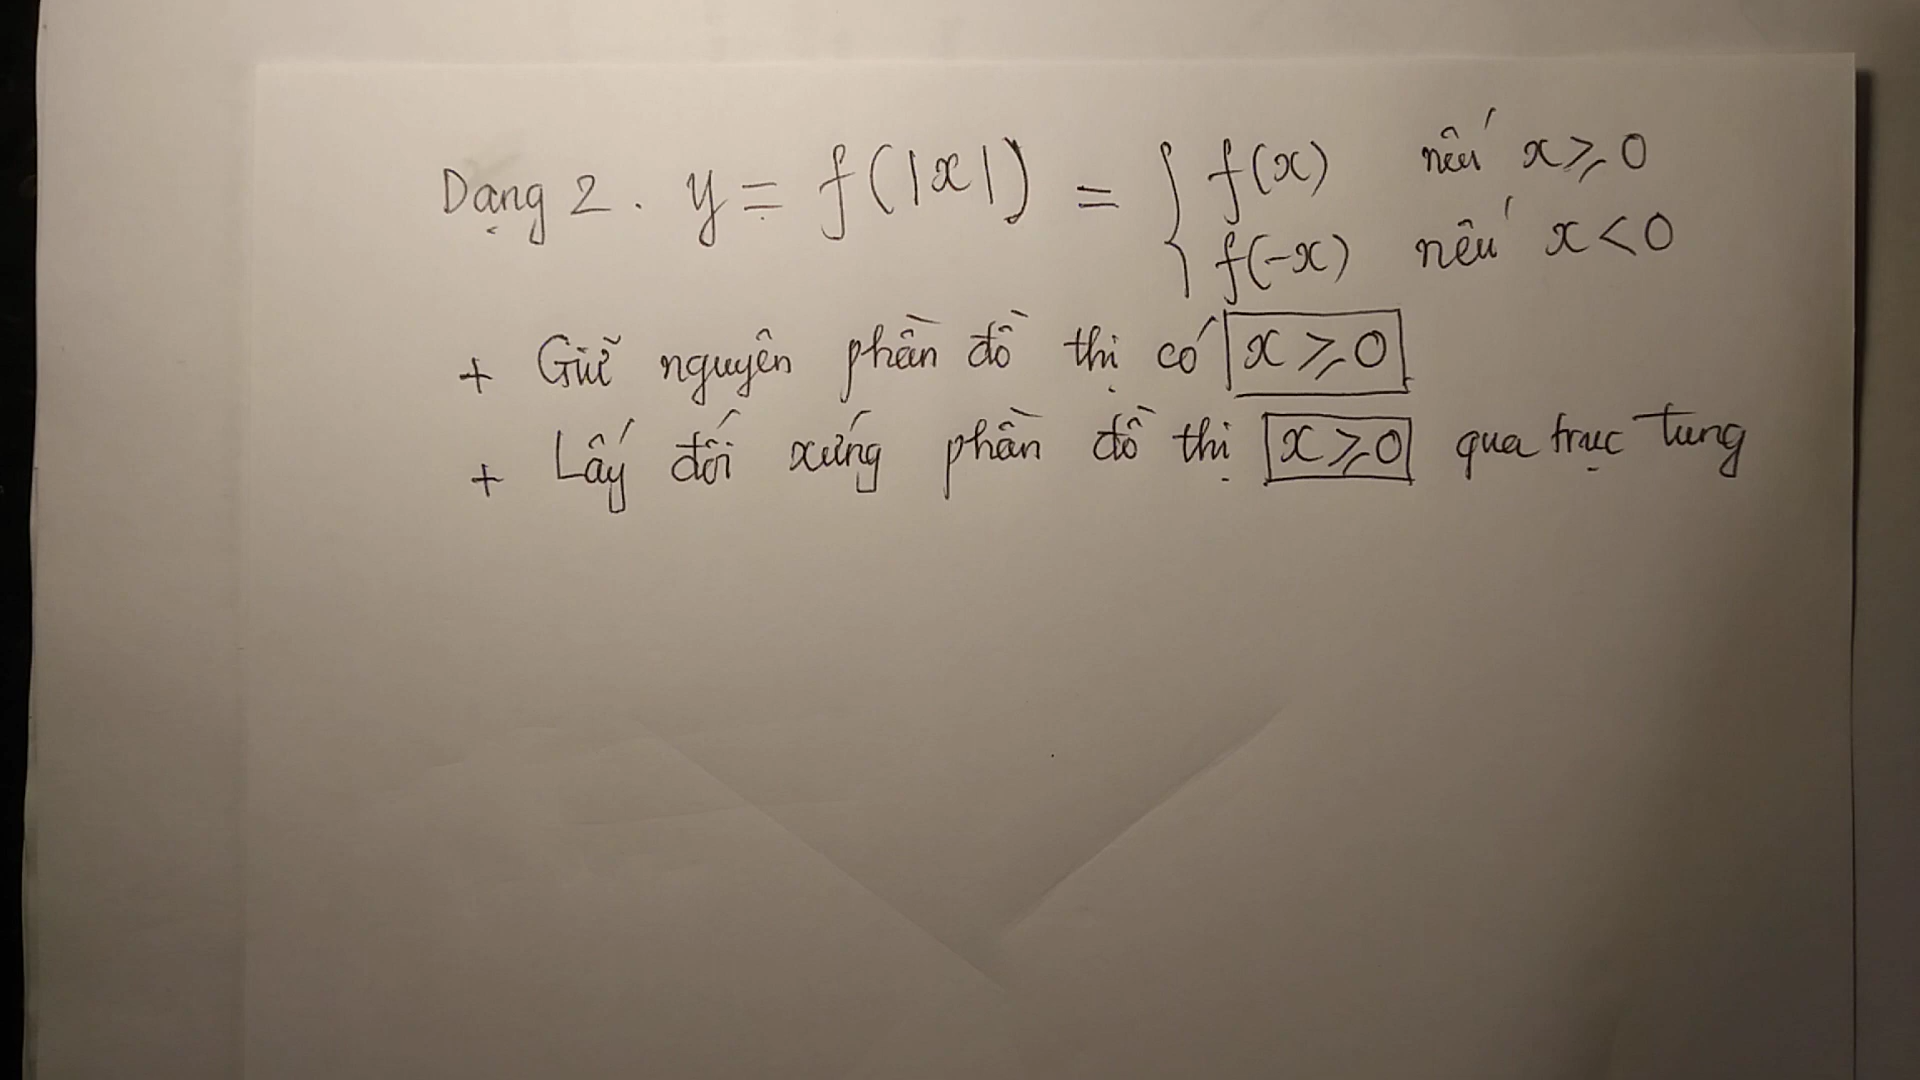 Dạng 2. y = f(|x|) = { f(x) nếu x ⩾ 0
f(-x) nếu x < 0
+ Giữ nguyên phần đồ thị có x ⩾ 0
+ Lấy đối xứng phần đồ thị x ⩾ 0 qua trục tung